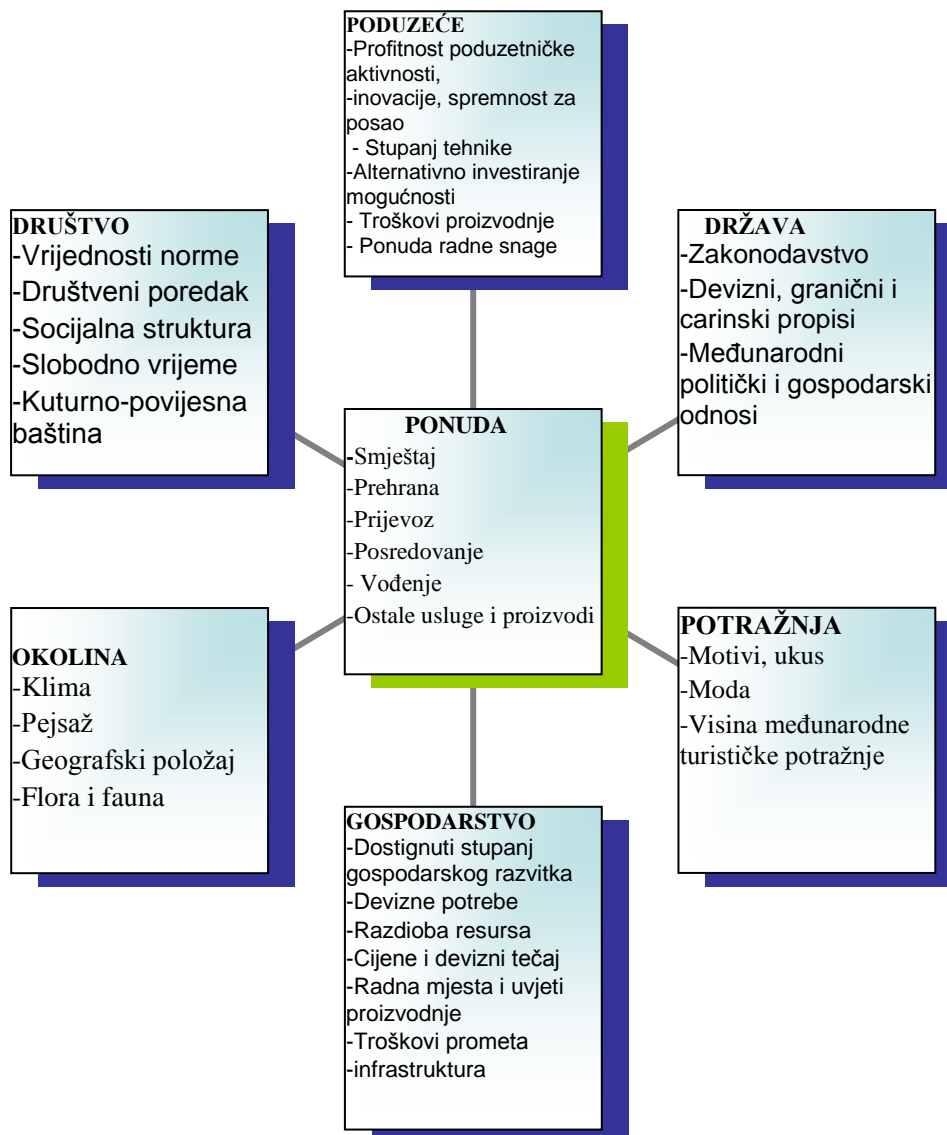 PODUZEĆE
-Profitnost poduzetničke
aktivnosti,
-inovacije, spremnost za
posao
- Stupanj tehnike
-Alternativno investiranje
mogućnosti
- Troškovi proizvodnje
- Ponuda radne snage
DRUŠTVO
-Vrijednosti norme
-Društveni poredak
-Socijalna struktura
-Slobodno vrijeme
-Kuturno-povijesna
baština
DRŽAVA
-Zakonodavstvo
-Devizni, granični i
carinski propisi
-Međunarodni
politički i gospodarski
odnosi
PONUDA
-Smještaj
-Prehrana
-Prijevoz
-Posredovanje
- Vođenje
-Ostale usluge i proizvodi
OKOLINA
-Klima
-Pejsaž
-Geografski položaj
-Flora i fauna
POTRAŽNJA
-Motivi, ukus
-Moda
-Visina međunarodne
turističke potražnje
GOSPODARSTVO
-Dostignuti stupanj
gospodarskog razvitka
-Devizne potrebe
-Razdioba resursa
-Cijene i devizni tečaj
-Radna mjesta i uvjeti
proizvodnje
-Troškovi prometa
-infrastruktura